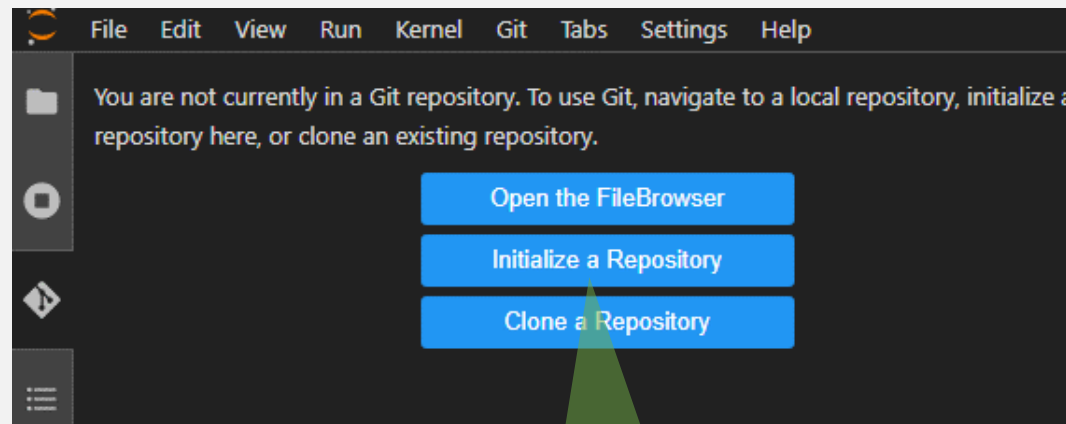 File Edit View Run Kernel Git Tabs Settings Help
You are not currently in a Git repository. To use Git, navigate to a local repository, initialize a
repository here, or clone an existing repository.
Open the FileBrowser
Initialize a Repository
Clone a Repository